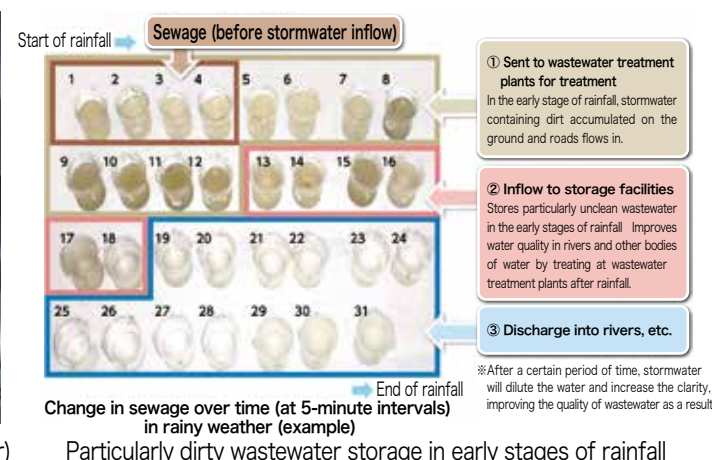 Start of rainfall
Sewage (before stormwater inflow)
1 2 3 4 5 6 7 8
9 10 11 12 13 14 15 16
17 18 19 20 21 22 23 24
25 26 27 28 29 30 31
① Sent to wastewater treatment
plants for treatment
In the early stage of rainfall, stormwater
containing dirt accumulated on the
ground and roads flows in.
② Inflow to storage facilities
Stores particularly unclean wastewater
in the early stages of rainfall Improves
water quality in rivers and other bodies
of water by treating at wastewater
treatment plants after rainfall.
③ Discharge into rivers, etc.
※After a certain period of time, stormwater
will dilute the water and increase the clarity,
improving the quality of wastewater as a result
End of rainfall
Change in sewage over time (at 5-minute intervals)
in rainy weather (example)
r)
Particularly dirty wastewater storage in early stages of rainfall